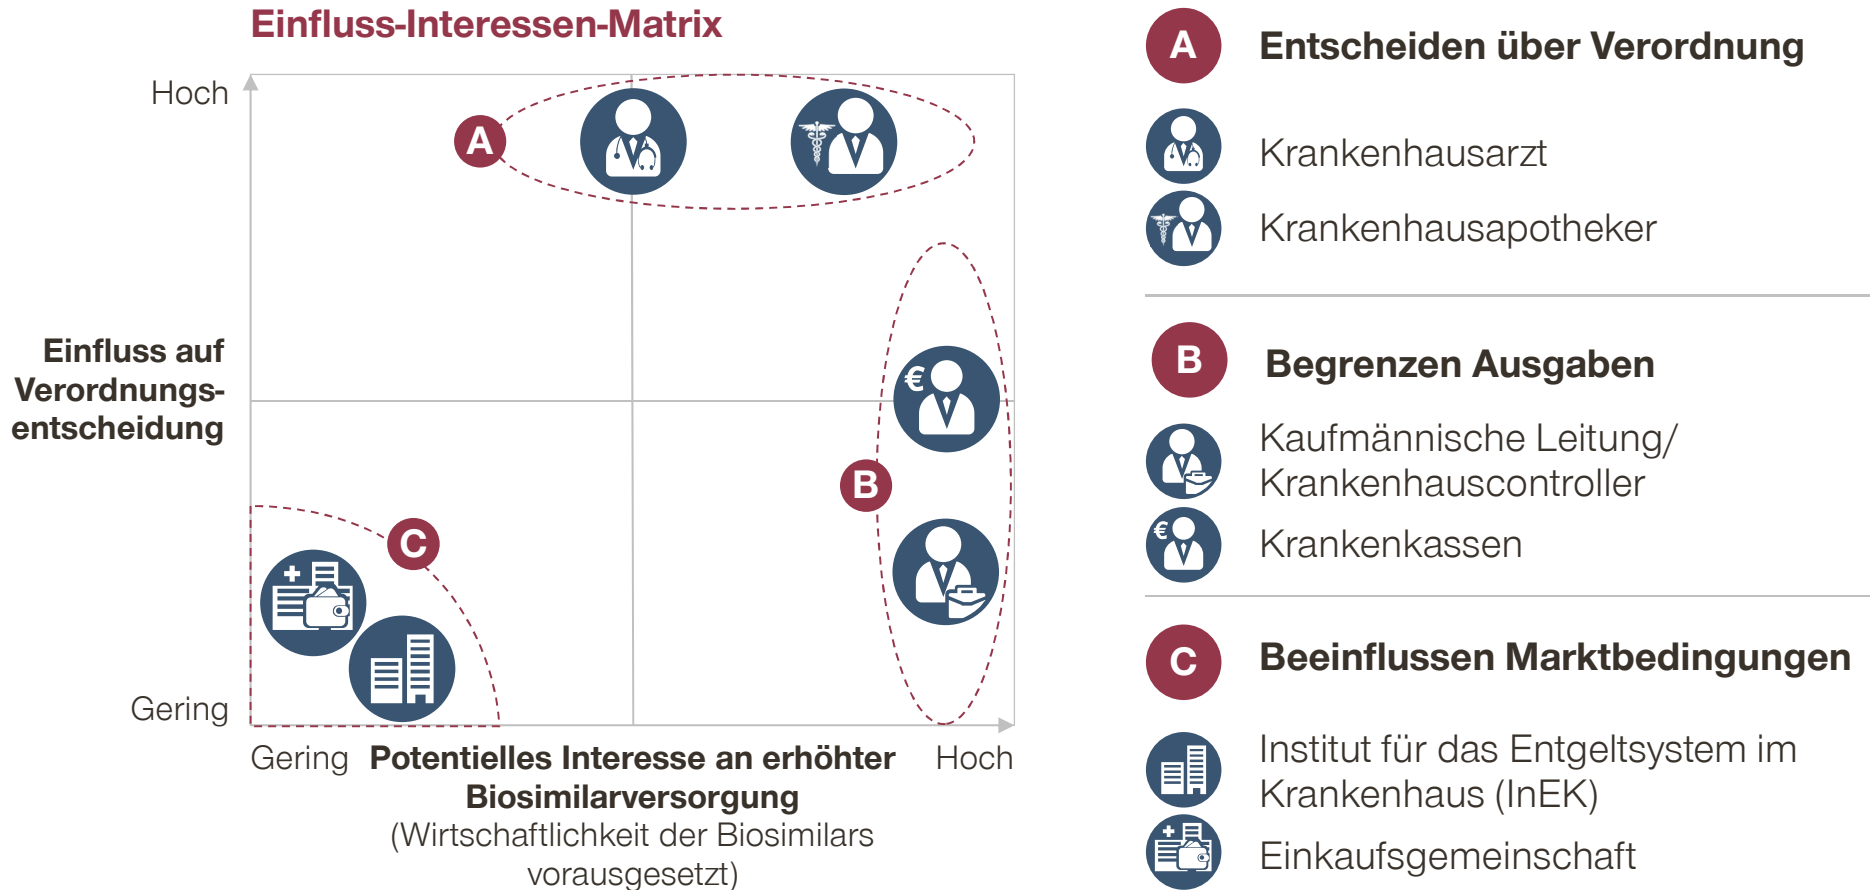 Einfluss-Interessen-Matrix
Hoch
A
Einfluss auf
Verordnungs-
entscheidung
€
B
C
Gering
Gering
Potentielles Interesse an erhöhter
Hoch
Biosimilarversorgung
(Wirtschaftlichkeit der Biosimilars
vorausgesetzt)
A
Entscheiden über Verordnung
Krankenhausarzt
Krankenhausapotheker
B
Begrenzen Ausgaben
Kaufmännische Leitung/
Krankenhauscontroller
€
Krankenkassen
C
Beeinflussen Marktbedingungen
Institut für das Entgeltsystem im
Krankenhaus (InEK)
Einkaufsgemeinschaft